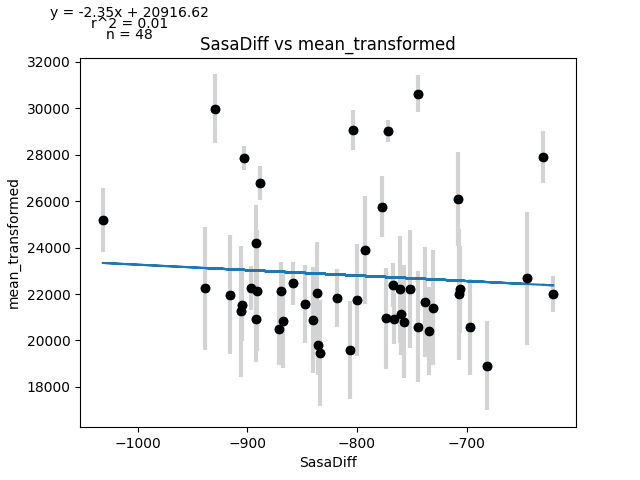 y = -2.35x + 20916.62
r^2 = 0.01
n = 48
SasaDiff vs mean_transformed
32000
30000
28000
26000
24000
22000
20000
18000
mean_transformed
−1000
−900
−800
−700
SasaDiff